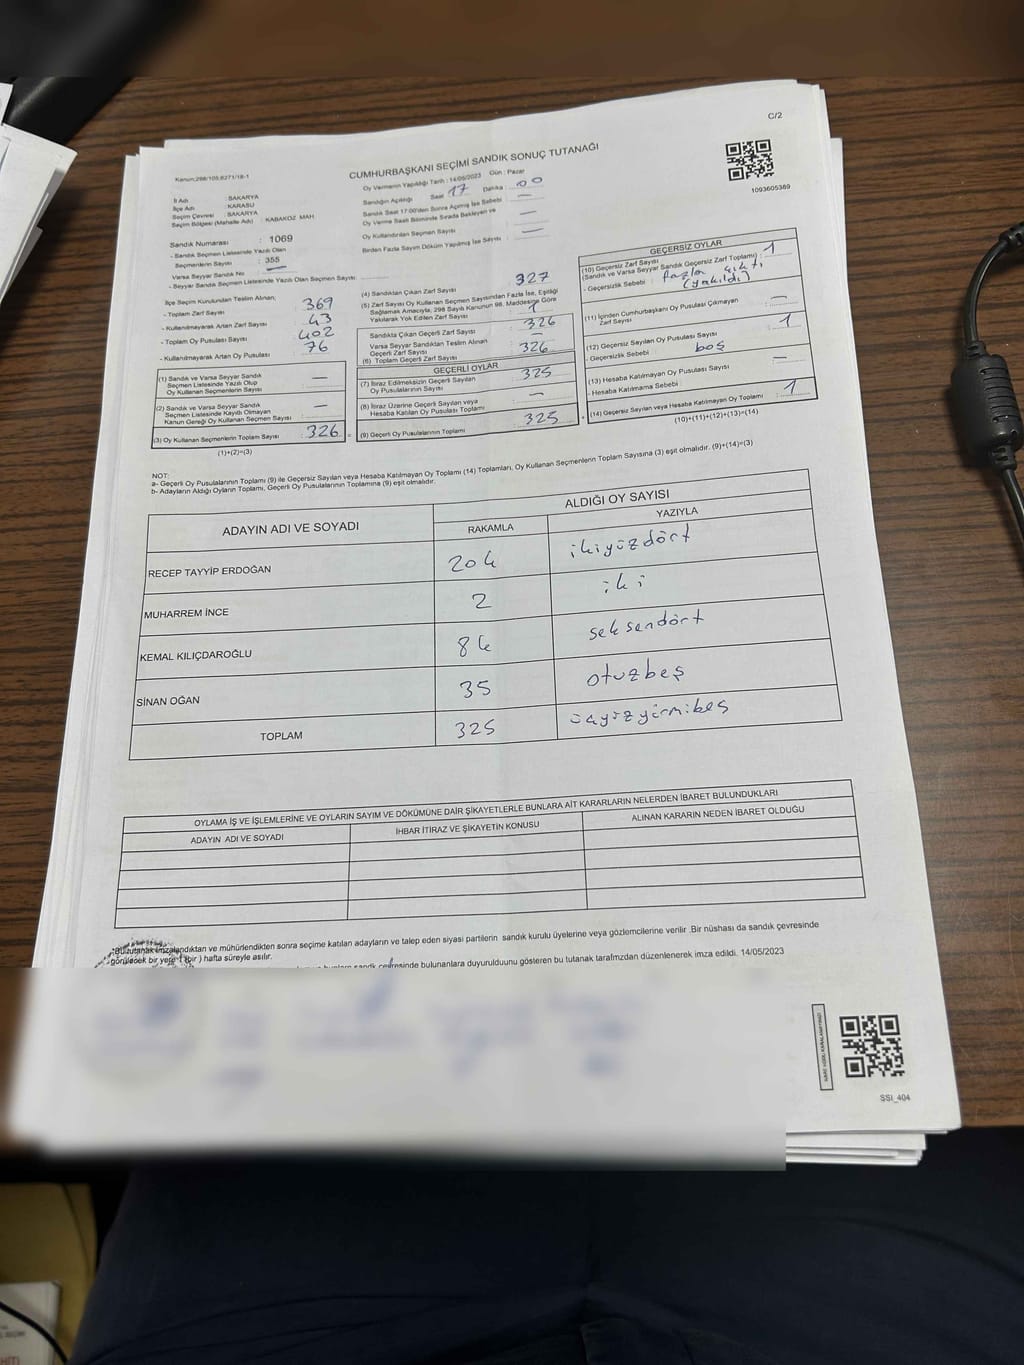 C/2
CUMHURBAŞKANI SEÇİMİ SANDIK SONUÇ TUTANAĞI
Kanun;298/105,6271/18-1
1093605389
İl Adı : SAKARYA
İlçe Adı : KARASU
Seçim Çevresi : SAKARYA
Seçim Bölgesi (Mahalle Adı) : KABAKOZ MAH
Sandık Numarası : 1069
- Sandık Seçmen Listesinde Yazılı Olan
Seçmenlerin Sayısı : 355
Varsa Seyyar Sandık No : —
- Seyyar Sandık Seçmen Listesinde Yazılı Olan Seçmen Sayısı:
Oy Vermenin Yapıldığı Tarih : 14/05/2023 Gün : Pazar
Sandığın Açıldığı Saat 17 Dakika 00
Sandık Saat 17:00'den Sonra Açılmış İse Sebebi —
Oy Verme Saati Bitiminde Sırada Bekleyen ve
Oy Kullandırılan Seçmen Sayısı —
Birden Fazla Sayım Döküm Yapılmış İse Sayısı : —
İlçe Seçim Kurulundan Teslim Alınan;
- Toplam Zarf Sayısı : 369
- Kullanılmayarak Artan Zarf Sayısı : 43
- Toplam Oy Pusulası Sayısı : 402
- Kullanılmayarak Artan Oy Pusulası : 76
(1) Sandık ve Varsa Seyyar Sandık
Seçmen Listesinde Yazılı Olup
Oy Kullanan Seçmenlerin Sayısı : —
(2) Sandık ve Varsa Seyyar Sandık
Seçmen Listesinde Kayıtlı Olmayan
Kanun Gereği Oy Kullanan Seçmen Sayısı : —
(3) Oy Kullanan Seçmenlerin Toplam Sayısı : 326
(1)+(2)=(3)
(4) Sandıktan Çıkan Zarf Sayısı : 327
(5) Zarf Sayısı Oy Kullanan Seçmen Sayısından Fazla İse, Eşitliği
Sağlamak Amacıyla, 298 Sayılı Kanunun 98. Maddesine Göre
Yakılarak Yok Edilen Zarf Sayısı : 1
Sandıkta Çıkan Geçerli Zarf Sayısı : 326
Varsa Seyyar Sandıktan Teslim Alınan
Geçerli Zarf Sayısı : —
(6) Toplam Geçerli Zarf Sayısı : 326
GEÇERLİ OYLAR
(7) İtiraz Edilmeksizin Geçerli Sayılan
Oy Pusulalarının Sayısı : 325
(8) İtiraz Üzerine Geçerli Sayılan veya
Hesaba Katılan Oy Pusulası Toplamı : —
(9) Geçerli Oy Pusulalarının Toplamı : 325
GEÇERSİZ OYLAR
(10) Geçersiz Zarf Sayısı
(Sandık ve Varsa Seyyar Sandık Geçersiz Zarf Toplamı) : 1
- Geçersizlik Sebebi : fazla çıktı
(yakıldı)
(11) İçinden Cumhurbaşkanı Oy Pusulası Çıkmayan
Zarf Sayısı : —
(12) Geçersiz Sayılan Oy Pusulası Sayısı : 1
- Geçersizlik Sebebi : boş
(13) Hesaba Katılmayan Oy Pusulası Sayısı : —
- Hesaba Katılmama Sebebi :
(14) Geçersiz Sayılan veya Hesaba Katılmayan Oy Toplamı : 1
(10)+(11)+(12)+(13)=(14)
NOT:
a- Geçerli Oy Pusulalarının Toplamı (9) ile Geçersiz Sayılan veya Hesaba Katılmayan Oy Toplamı (14) Toplamları, Oy Kullanan Seçmenlerin Toplam Sayısına (3) eşit olmalıdır. (9)+(14)=(3)
b- Adayların Aldığı Oyların Toplamı, Geçerli Oy Pusulalarının Toplamına (9) eşit olmalıdır.
ADAYIN ADI VE SOYADI
ALDIĞI OY SAYISI
RAKAMLA YAZIYLA
RECEP TAYYİP ERDOĞAN 204 ikiyüzdört
MUHARREM İNCE 2 iki
KEMAL KILIÇDAROĞLU 84 seksendört
SİNAN OĞAN 35 otuzbeş
TOPLAM 325 üçyüzyirmibeş
OYLAMA İŞ VE İŞLEMLERİNE VE OYLARIN SAYIM VE DÖKÜMÜNE DAİR ŞİKAYETLERLE BUNLARA AİT KARARLARIN NELERDEN İBARET BULUNDUKLARI
ADAYIN ADI VE SOYADI İHBAR İTİRAZ VE ŞİKAYETİN KONUSU ALINAN KARARIN NEDEN İBARET OLDUĞU
*Bu tutanak imzalandıktan ve mühürlendikten sonra seçime katılan adayların ve talep eden siyasi partilerin sandık kurulu üyelerine veya gözlemcilerine verilir .Bir nüshası da sandık çevresinde
görülecek bir yere 1 (bir ) hafta süreyle asılır.
sandık çevresinde bulunanlara duyurulduunu gösteren bu tutanak tarafımızdan düzenlenerek imza edildi. 14/05/2023
SSI_404